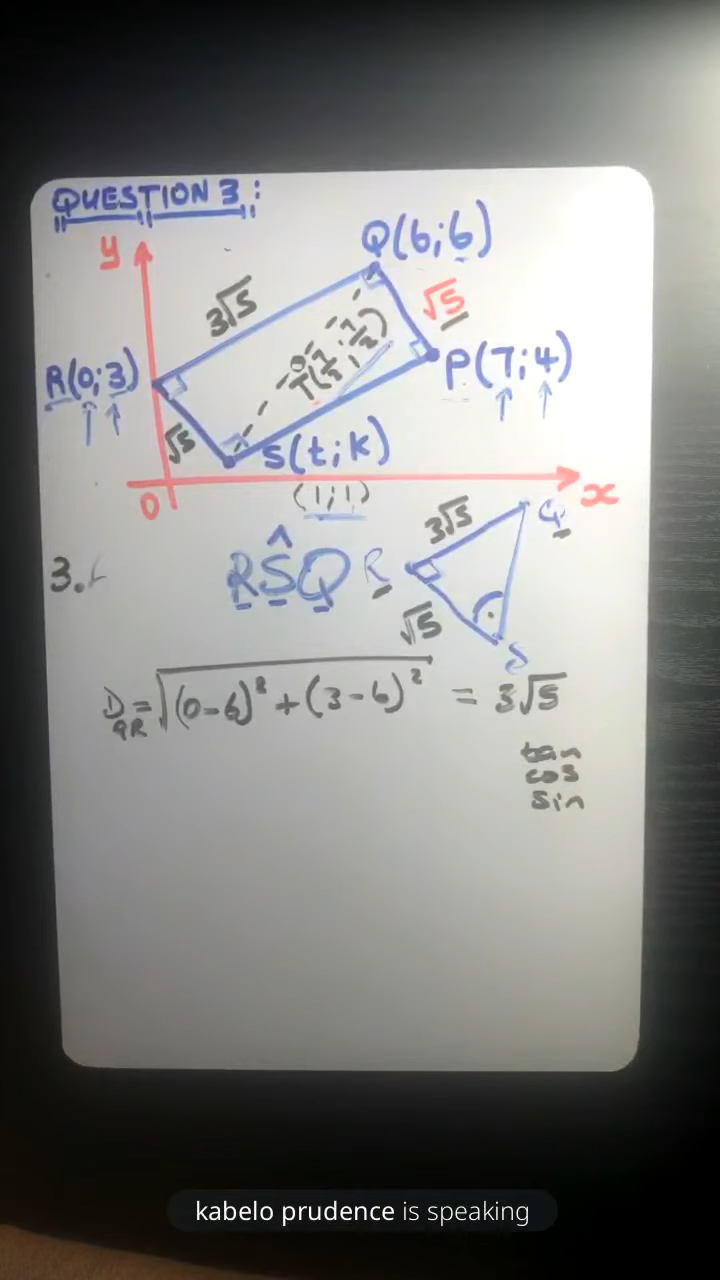 QUESTION 3:
y
Q(6;6)
3√5
√5
T(7/2;7/2)
R(0;3)
P(7;4)
√5
S(t;k)
0
x
(1;1)
3√5
Q
3.
RŜQ
R
√5
S
D QR = √(0-6)² + (3-6)² = 3√5
tan
cos
sin
kabelo prudence is speaking